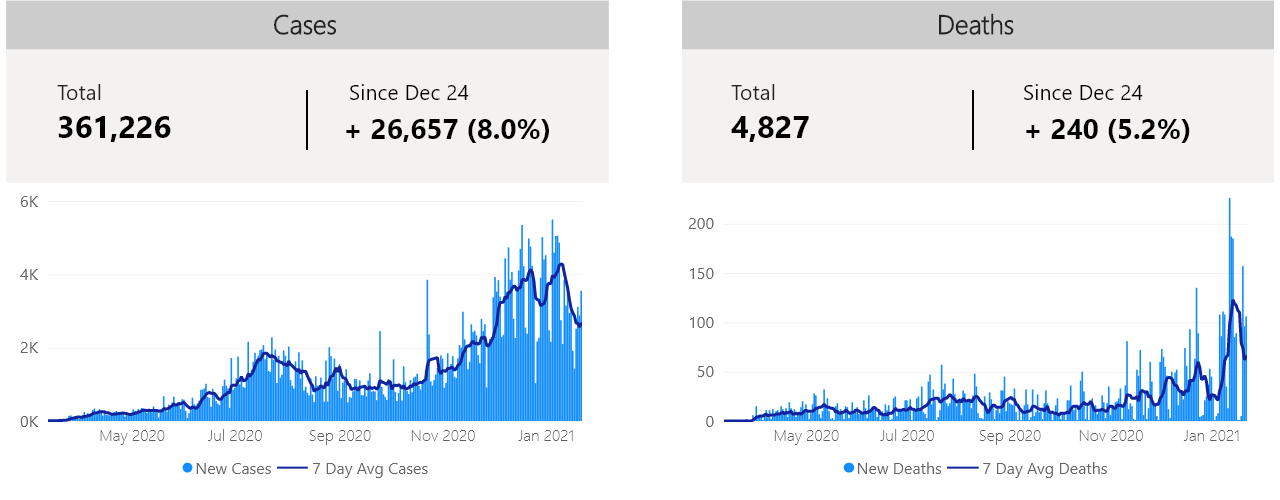 Cases
Total
361,226
Since Dec 24
+ 26,657 (8.0%)
6K
4K
2K
0K
May 2020 Jul 2020 Sep 2020 Nov 2020 Jan 2021
New Cases 7 Day Avg Cases
Deaths
Total
4,827
Since Dec 24
+ 240 (5.2%)
200
150
100
50
0
May 2020 Jul 2020 Sep 2020 Nov 2020 Jan 2021
New Deaths 7 Day Avg Deaths